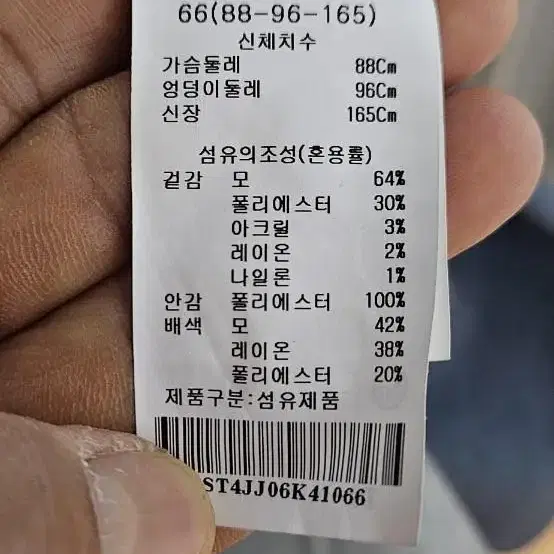 66(88-96-165)
신체치수
가슴둘레 88Cm
엉덩이둘레 96Cm
신장 165Cm
섬유의조성(혼용률)
겉감 모 64%
폴리에스터 30%
아크릴 3%
레이온 2%
나일론 1%
안감 폴리에스터 100%
배색 모 42%
레이온 38%
폴리에스터 20%
제품구분:섬유제품
ST4JJ06K41066